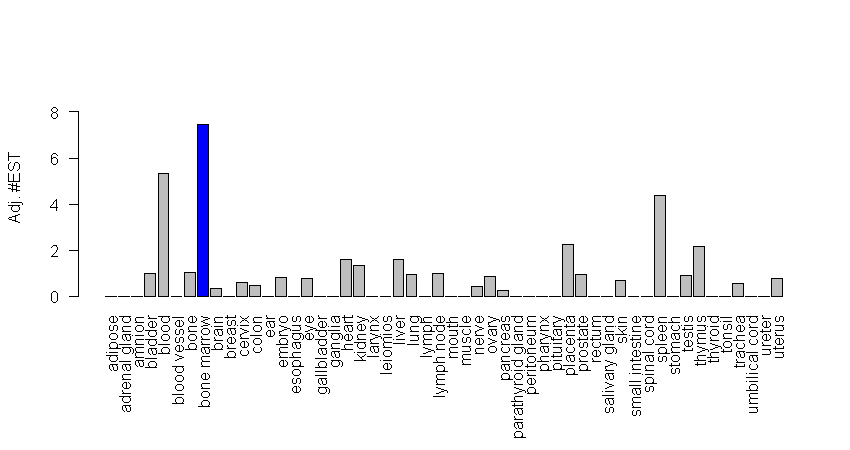 Adj. #EST
8
6
4
2
0
adipose
adrenal gland
amnion
bladder
blood
blood vessel
bone
bone marrow
brain
breast
cervix
colon
ear
embryo
esophagus
eye
gallbladder
ganglia
heart
kidney
larynx
leiomios
liver
lung
lymph
lymph node
mouth
muscle
nerve
ovary
pancreas
parathyroid gland
peritoneum
pharynx
pituitary
placenta
prostate
rectum
salivary gland
skin
small intestine
spinal cord
spleen
stomach
testis
thymus
thyroid
tonsil
trachea
umbilical cord
ureter
uterus